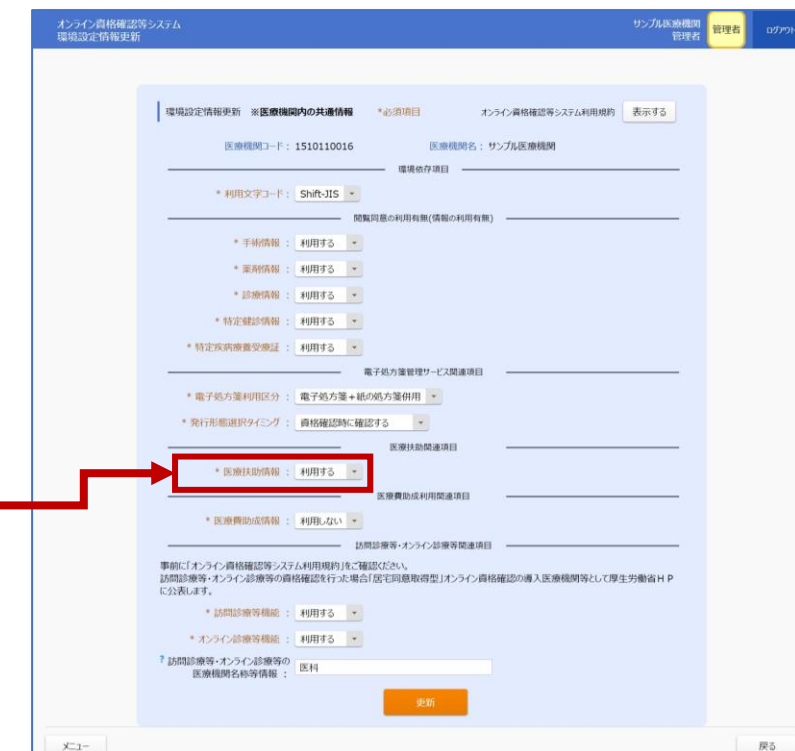 オンライン資格確認等システム
環境設定情報更新
サンプル医療機関
管理者
管理者
ログアウト
環境設定情報更新 ※医療機関内の共通情報 *必須項目 オンライン資格確認等システム利用規約 表示する
医療機関コード : 1510110016 医療機関名 : サンプル医療機関
環境依存項目
* 利用文字コード : Shift-JIS
閲覧同意の利用有無(情報の利用有無)
* 手術情報 : 利用する
* 薬剤情報 : 利用する
* 診療情報 : 利用する
* 特定健診情報 : 利用する
* 特定疾病療養受療証 : 利用する
電子処方箋管理サービス関連項目
* 電子処方箋利用区分 : 電子処方箋+紙の処方箋併用
* 発行形態選択タイミング : 資格確認時に確認する
医療扶助関連項目
* 医療扶助情報 : 利用する
医療費助成利用関連項目
* 医療費助成情報 : 利用しない
訪問診療等・オンライン診療等関連項目
事前に「オンライン資格確認等システム利用規約」をご確認ください。
訪問診療等・オンライン診療等の資格確認を行った場合「居宅同意取得型」オンライン資格確認の導入医療機関等として厚生労働省HP
に公表します。
* 訪問診療等機能 : 利用する
* オンライン診療等機能 : 利用する
? 訪問診療等・オンライン診療等の
医療機関名称等情報 : 医科
更新
メニュー 戻る